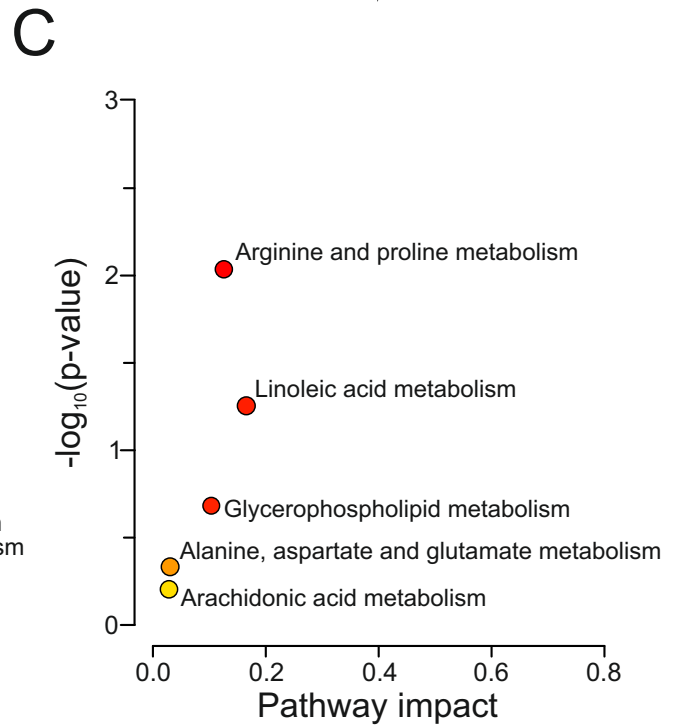 C
3
Arginine and proline metabolism
2
-log10(p-value)
Linoleic acid metabolism
1
Glycerophospholipid metabolism
sm
Alanine, aspartate and glutamate metabolism
Arachidonic acid metabolism
0
0.0 0.2 0.4 0.6 0.8
Pathway impact